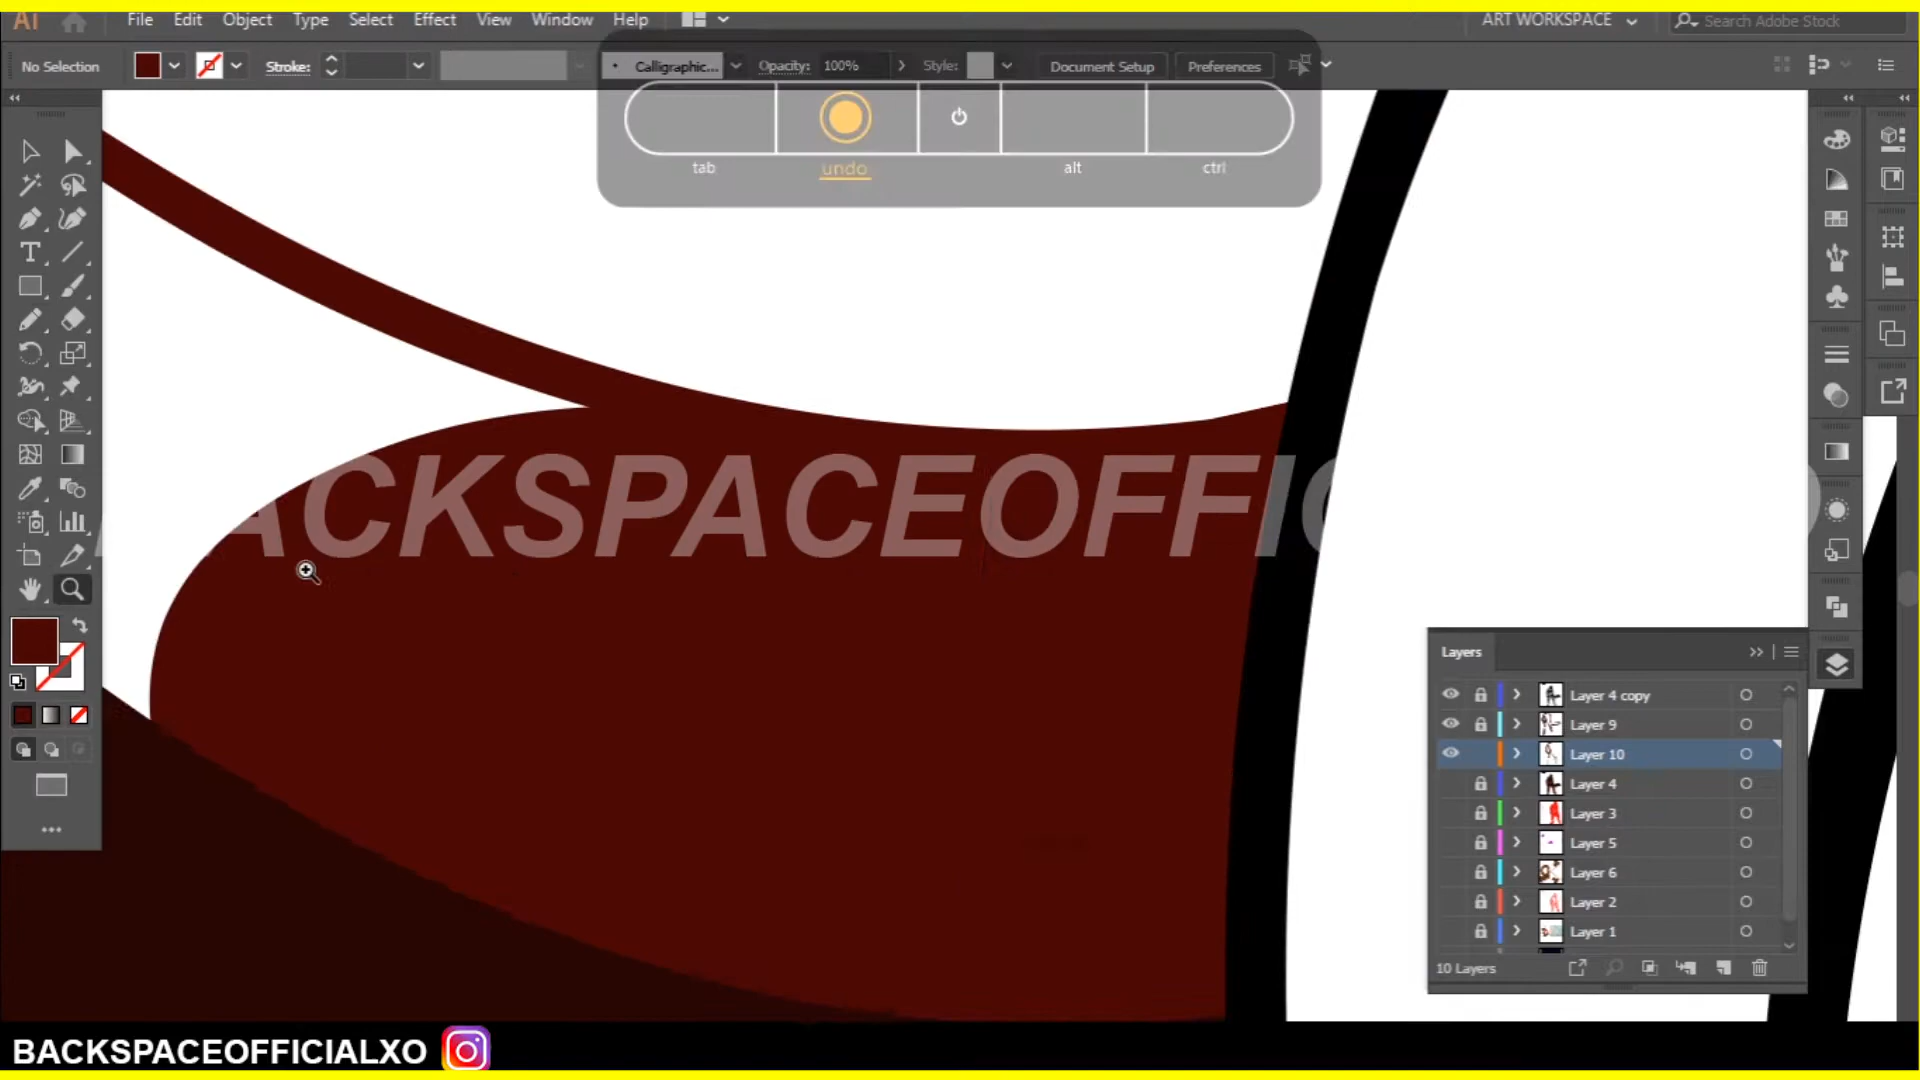 Ai File Edit Object Type Select Effect View Window Help ART WORKSPACE Search Adobe Stock
No Selection Stroke: Calligraphic... Opacity: 100% Style: Document Setup Preferences
tab undo alt ctrl
BACKSPACEOFFIC
Layers
Layer 4 copy
Layer 9
Layer 10
Layer 4
Layer 3
Layer 5
Layer 6
Layer 2
Layer 1
10 Layers
BACKSPACEOFFICIALXO